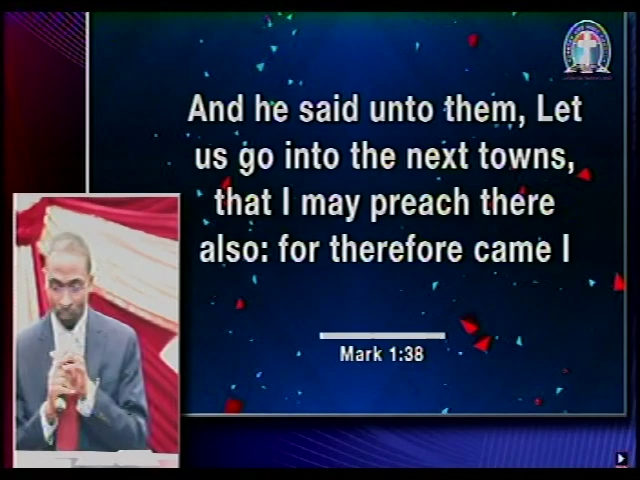 And he said unto them, Let
us go into the next towns,
that I may preach there
also: for therefore came I
Mark 1:38